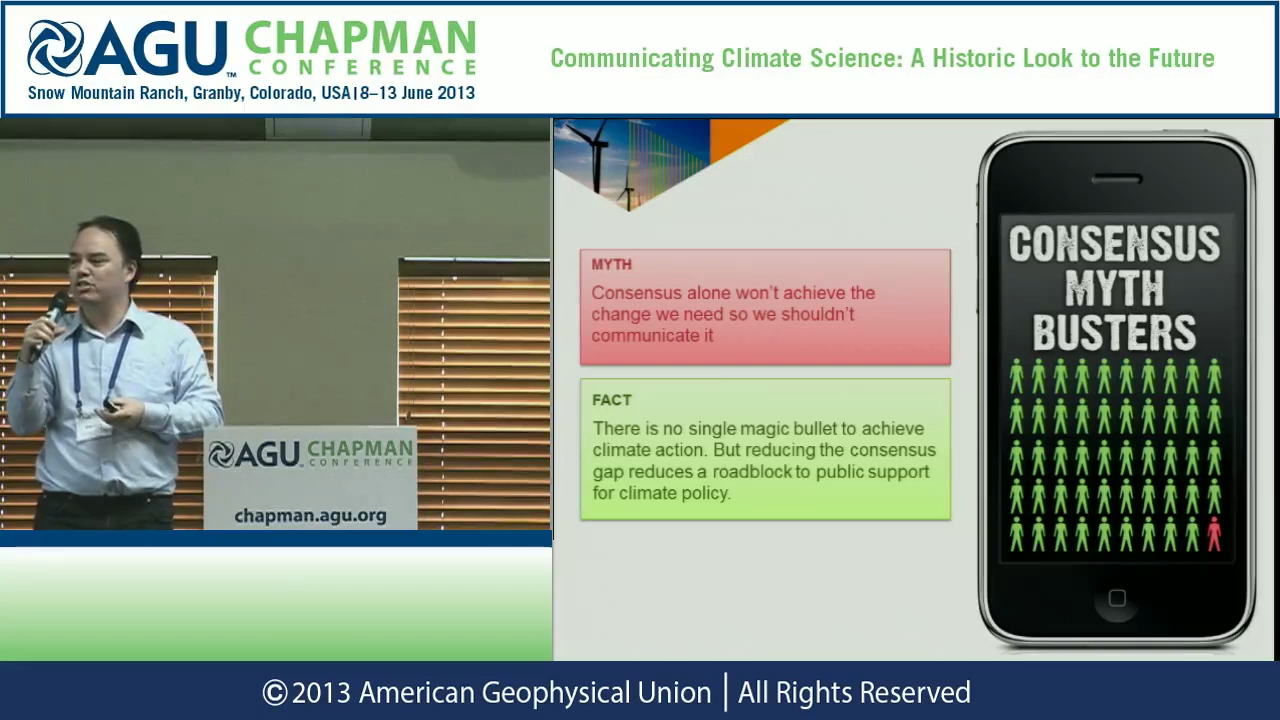 AGU CHAPMAN
CONFERENCE
™
Snow Mountain Ranch, Granby, Colorado, USA|8–13 June 2013
Communicating Climate Science: A Historic Look to the Future
AGU CHAPMAN
CONFERENCE
chapman.agu.org
MYTH
Consensus alone won't achieve the
change we need so we shouldn't
communicate it
FACT
There is no single magic bullet to achieve
climate action. But reducing the consensus
gap reduces a roadblock to public support
for climate policy.
CONSENSUS
MYTH
BUSTERS
©2013 American Geophysical Union | All Rights Reserved